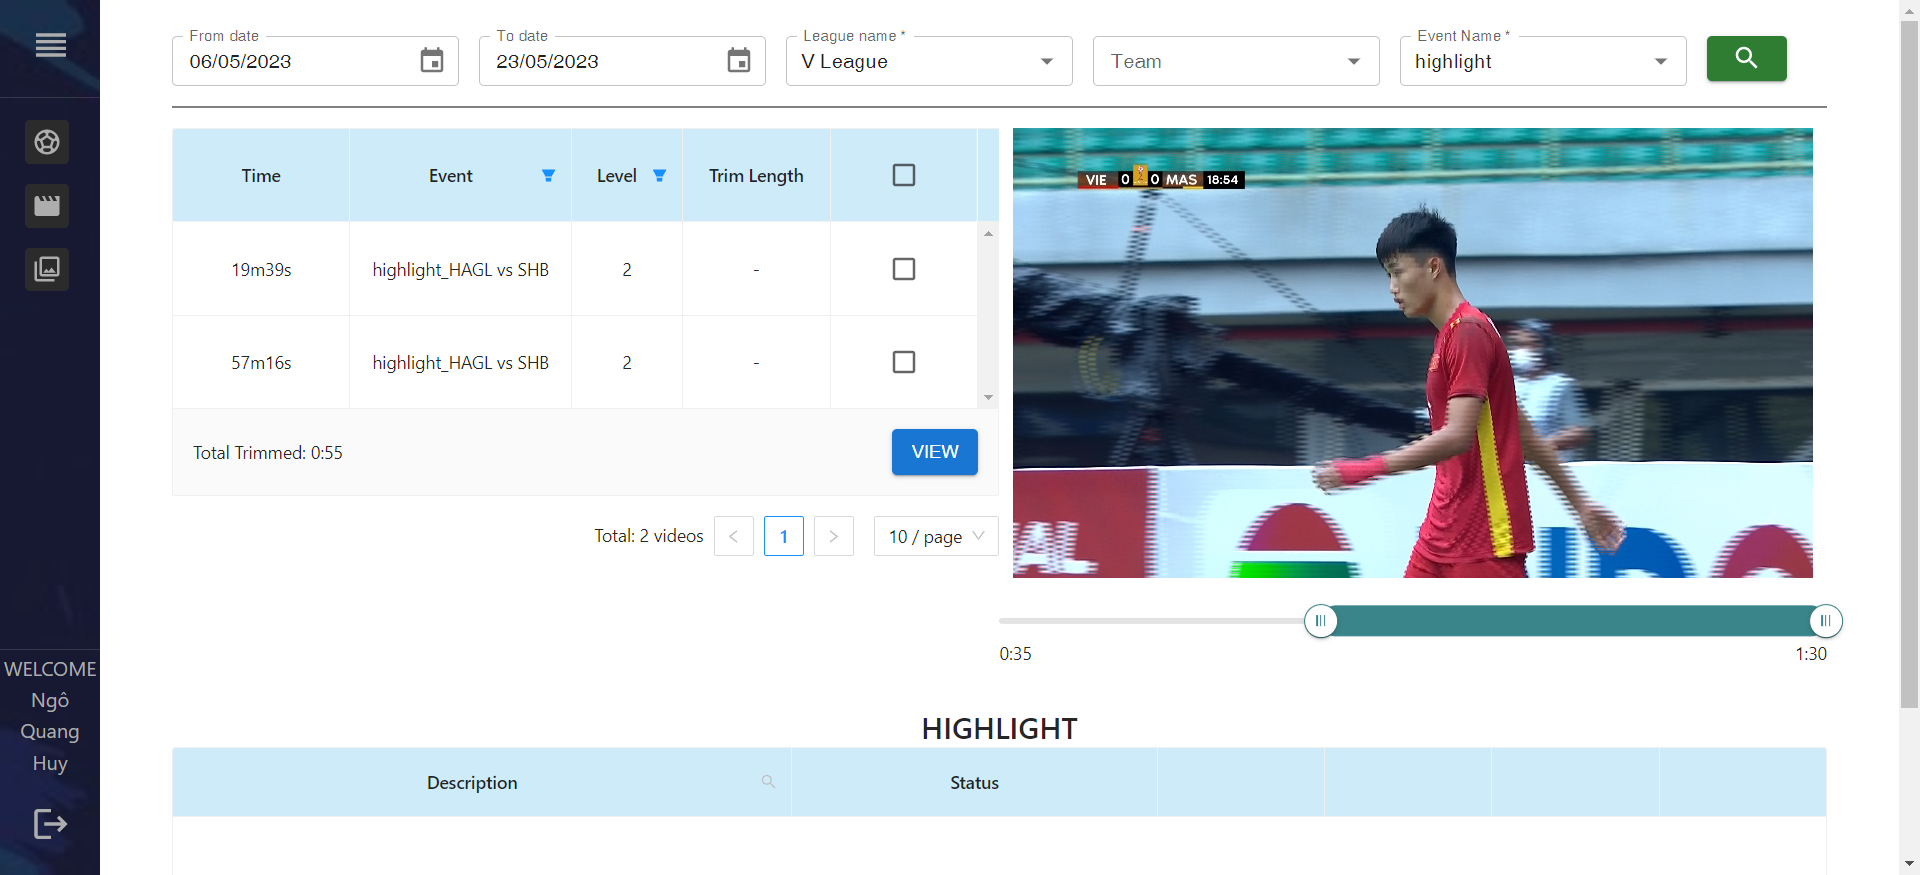 From date
06/05/2023
To date
23/05/2023
League name *
V League
Team
Event Name *
highlight
Time
Event
Level
Trim Length
19m39s
highlight_HAGL vs SHB
2
-
57m16s
highlight_HAGL vs SHB
2
-
Total Trimmed: 0:55
VIEW
Total: 2 videos
<
1
>
10 / page
VIE 0 0 MAS 18:54
0:35
1:30
HIGHLIGHT
Description
Status
WELCOME
Ngô
Quang
Huy